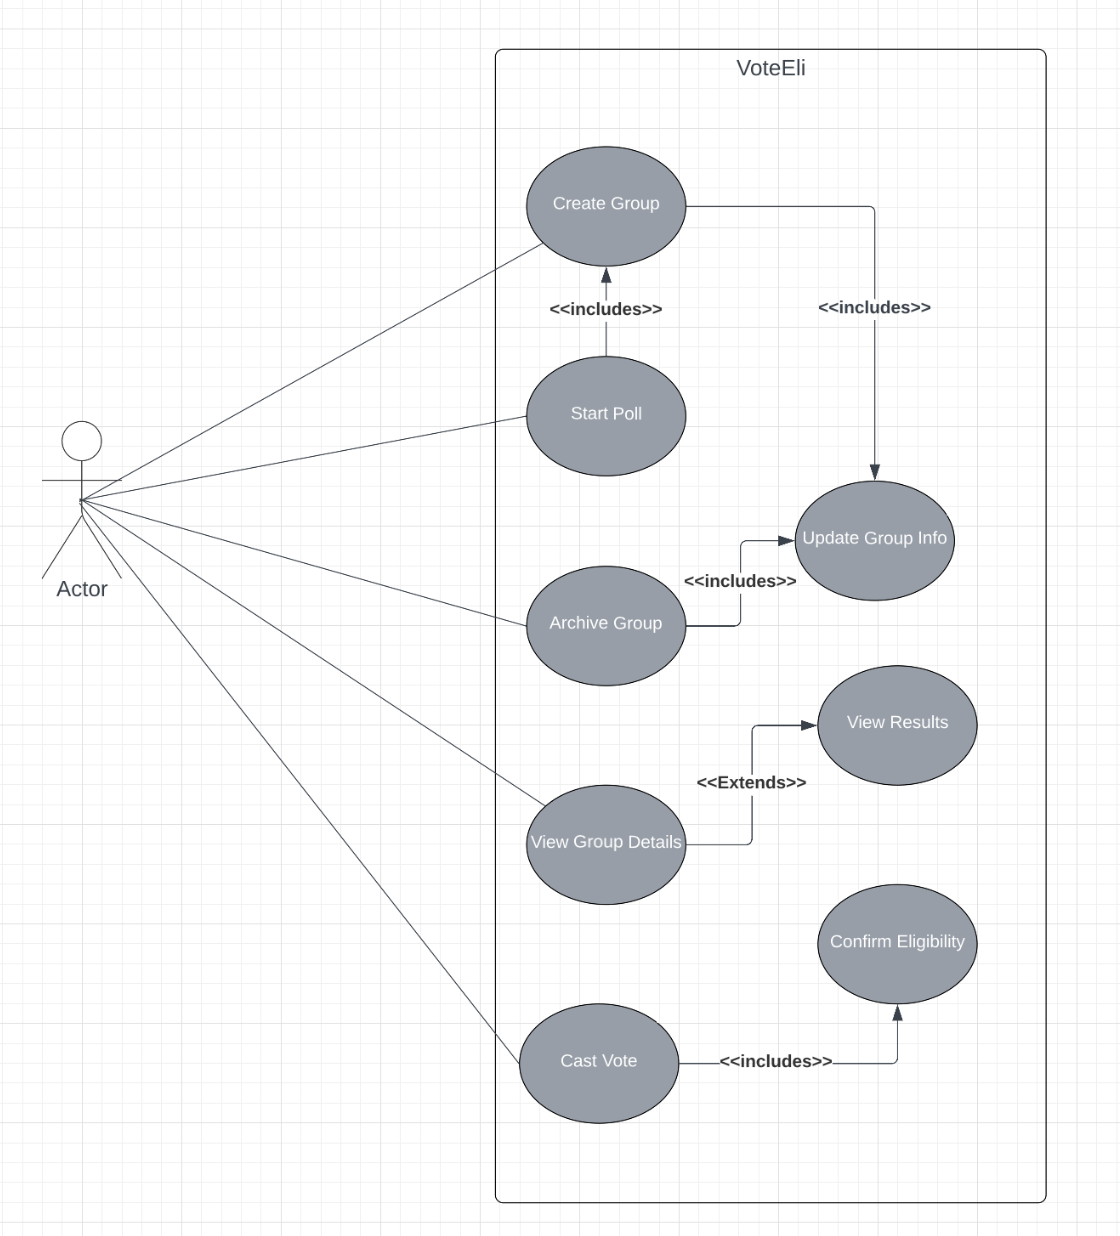 VoteEli
Create Group
<<includes>>
<<includes>>
Start Poll
Update Group Info
<<includes>>
Actor
Archive Group
View Results
<<Extends>>
View Group Details
Confirm Eligibility
Cast Vote
<<includes>>